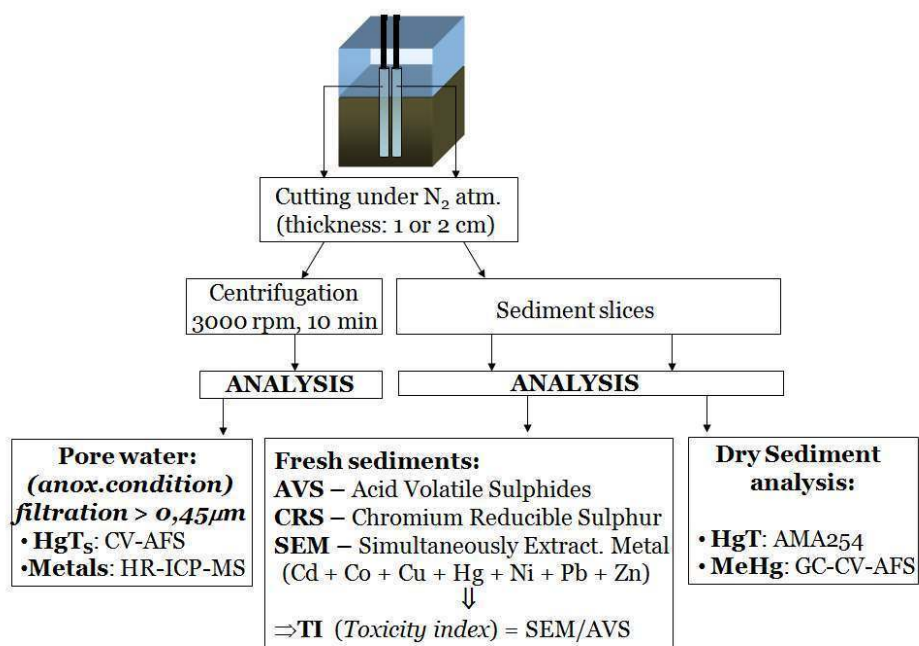 Cutting under N₂ atm.
(thickness: 1 or 2 cm)
Centrifugation
3000 rpm, 10 min
Sediment slices
ANALYSIS
ANALYSIS
Pore water:
(anox.condition)
filtration > 0,45μm
• HgTs: CV-AFS
•Metals: HR-ICP-MS
Fresh sediments:
AVS – Acid Volatile Sulphides
CRS – Chromium Reducible Sulphur
SEM – Simultaneously Extract. Metal
(Cd + Co + Cu + Hg + Ni + Pb + Zn)
⇓
⇒TI (Toxicity index) = SEM/AVS
Dry Sediment
analysis:
• HgT: AMA254
• MeHg: GC-CV-AFS